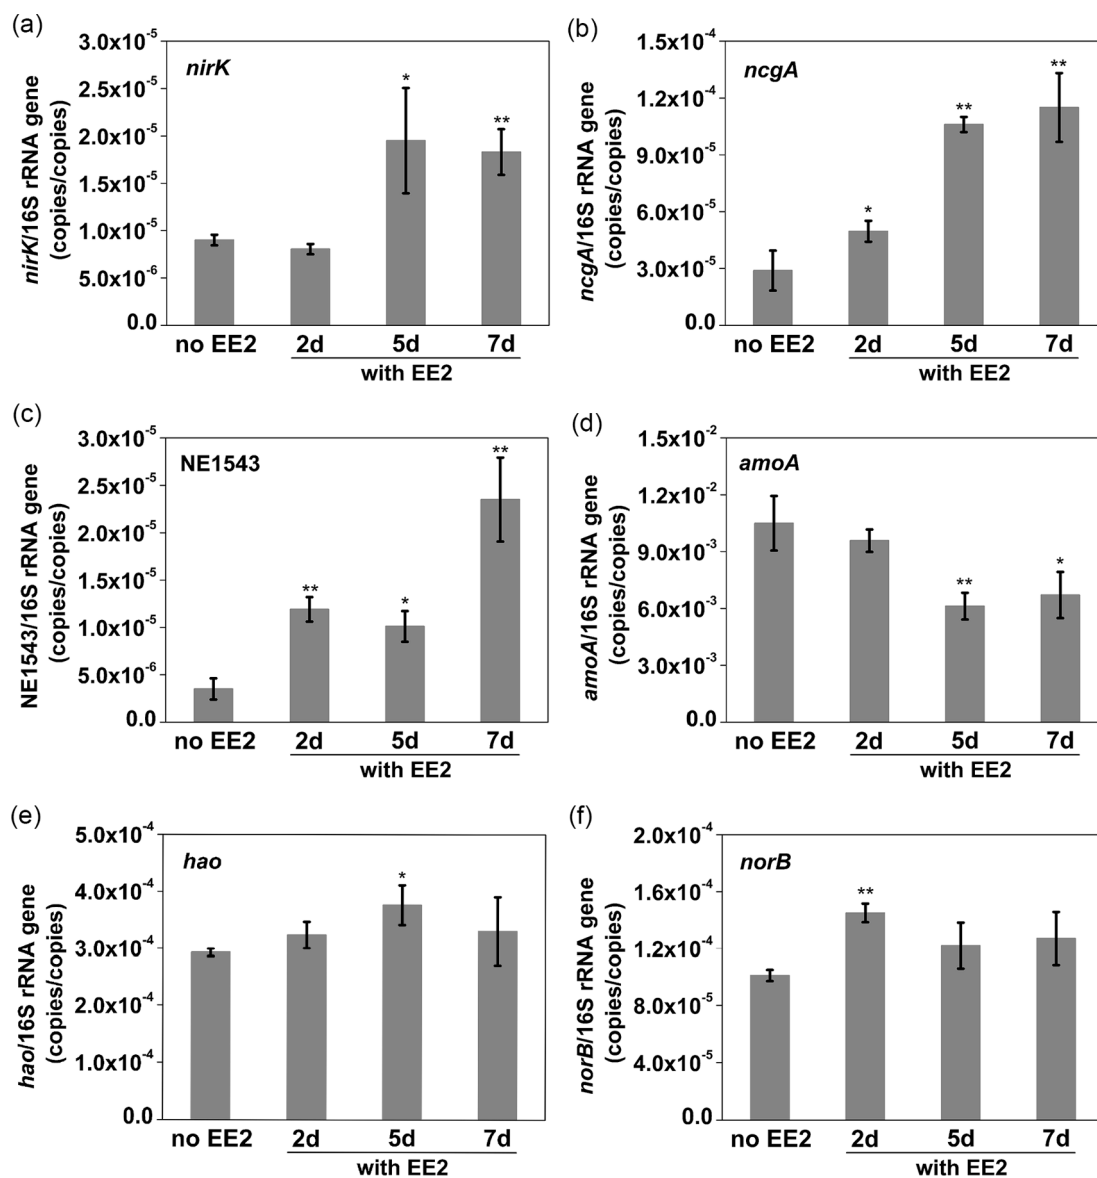 (a)
nirK/16S rRNA gene
(copies/copies)
3.0x10⁻⁵
2.5x10⁻⁵
2.0x10⁻⁵
1.5x10⁻⁵
1.0x10⁻⁵
5.0x10⁻⁶
0.0
nirK
*
**
no EE2 2d 5d 7d
with EE2
(b)
ncgA/16S rRNA gene
(copies/copies)
1.5x10⁻⁴
1.2x10⁻⁴
9.0x10⁻⁵
6.0x10⁻⁵
3.0x10⁻⁵
0.0
ncgA
*
**
**
no EE2 2d 5d 7d
with EE2
(c)
NE1543/16S rRNA gene
(copies/copies)
3.0x10⁻⁵
2.5x10⁻⁵
2.0x10⁻⁵
1.5x10⁻⁵
1.0x10⁻⁵
5.0x10⁻⁶
0.0
NE1543
**
*
**
no EE2 2d 5d 7d
with EE2
(d)
amoA/16S rRNA gene
(copies/copies)
1.5x10⁻²
1.2x10⁻²
9.0x10⁻³
6.0x10⁻³
3.0x10⁻³
0.0
amoA
**
*
no EE2 2d 5d 7d
with EE2
(e)
hao/16S rRNA gene
(copies/copies)
5.0x10⁻⁴
4.0x10⁻⁴
3.0x10⁻⁴
2.0x10⁻⁴
1.0x10⁻⁴
0.0
hao
*
no EE2 2d 5d 7d
with EE2
(f)
norB/16S rRNA gene
(copies/copies)
2.0x10⁻⁴
1.6x10⁻⁴
1.2x10⁻⁴
8.0x10⁻⁵
4.0x10⁻⁵
0.0
norB
**
no EE2 2d 5d 7d
with EE2